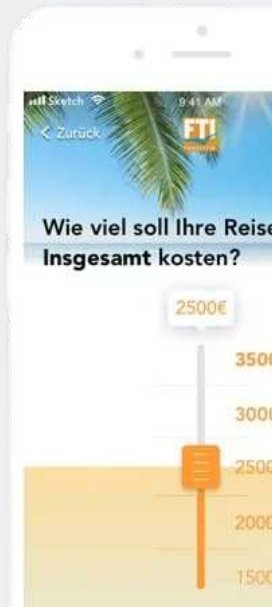 Sketch 9:41 AM
Zurück
FTI
Wie viel soll Ihre Reise
Insgesamt kosten?
2500€
3500
3000
2500
2000
1500